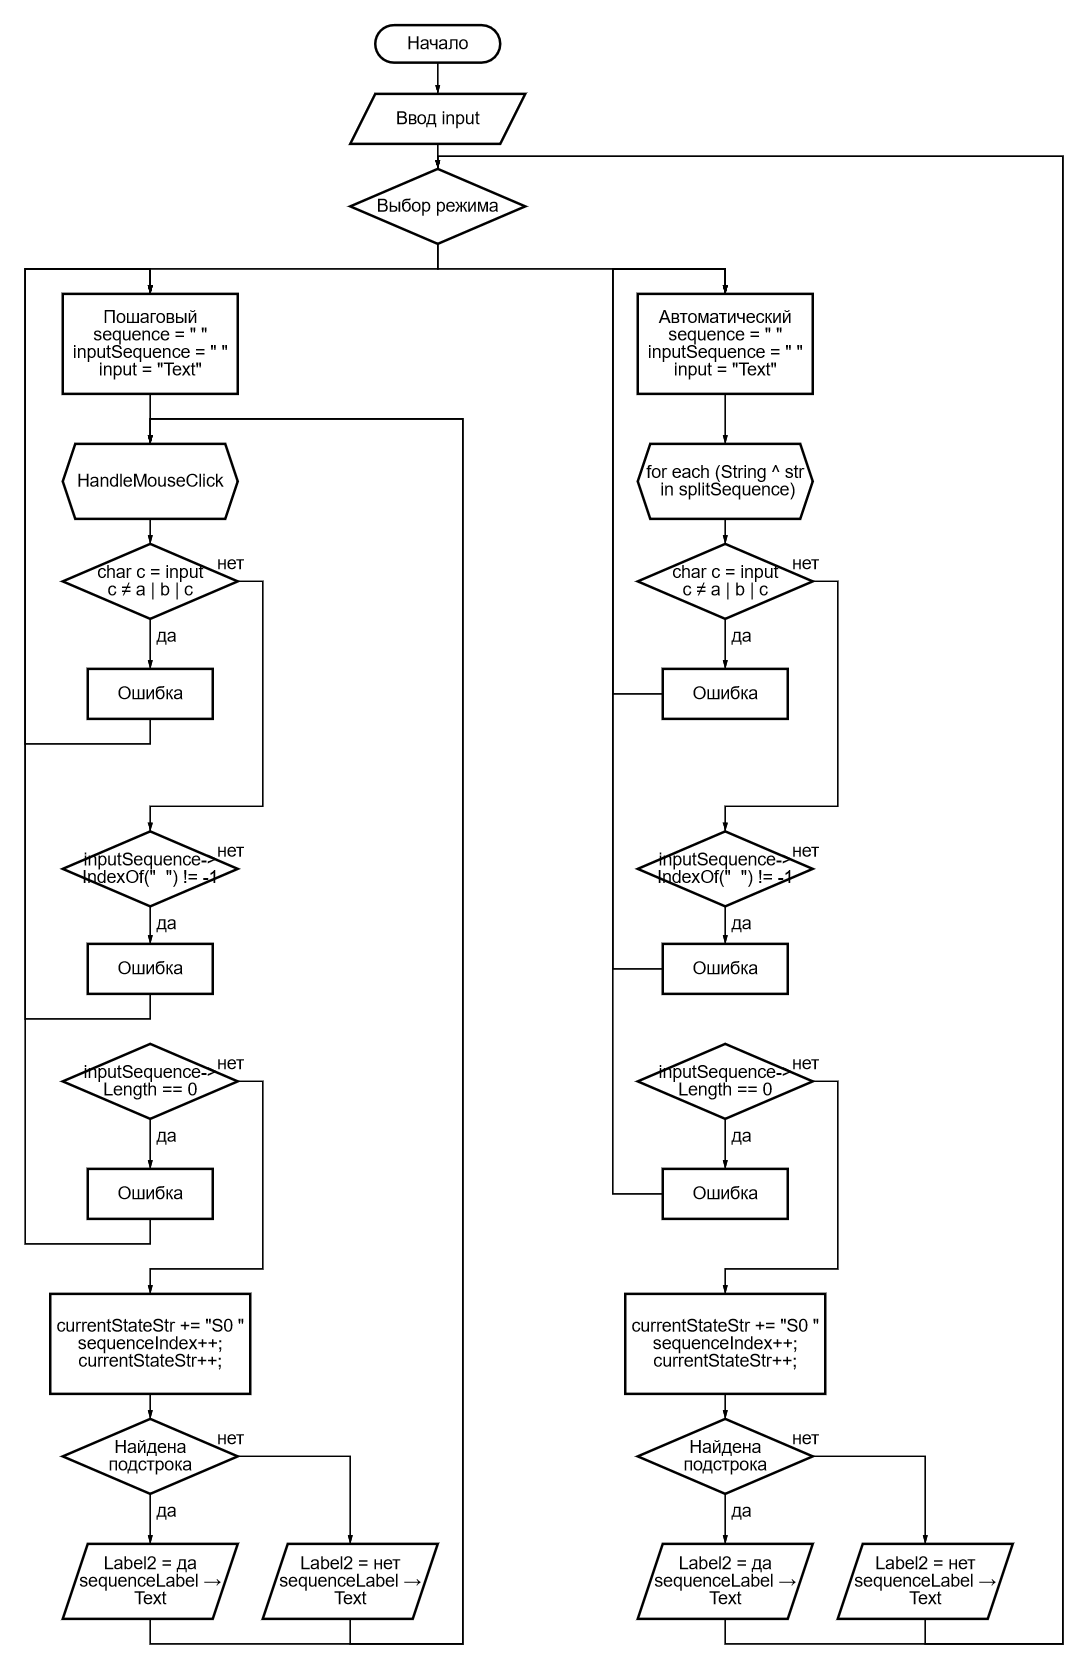 Начало
Ввод input
Выбор режима
Пошаговый
sequence = " "
inputSequence = " "
input = "Text"
HandleMouseClick
char c = input
c ≠ a | b | c
нет
да
Ошибка
inputSequence->
IndexOf("  ") != -1
нет
да
Ошибка
inputSequence->
Length == 0
нет
да
Ошибка
currentStateStr += "S0 "
sequenceIndex++;
currentStateStr++;
Найдена
подстрока
нет
да
Label2 = да
sequenceLabel →
Text
Label2 = нет
sequenceLabel →
Text
Автоматический
sequence = " "
inputSequence = " "
input = "Text"
for each (String ^ str
in splitSequence)
char c = input
c ≠ a | b | c
нет
да
Ошибка
inputSequence->
IndexOf("  ") != -1
нет
да
Ошибка
inputSequence->
Length == 0
нет
да
Ошибка
currentStateStr += "S0 "
sequenceIndex++;
currentStateStr++;
Найдена
подстрока
нет
да
Label2 = да
sequenceLabel →
Text
Label2 = нет
sequenceLabel →
Text